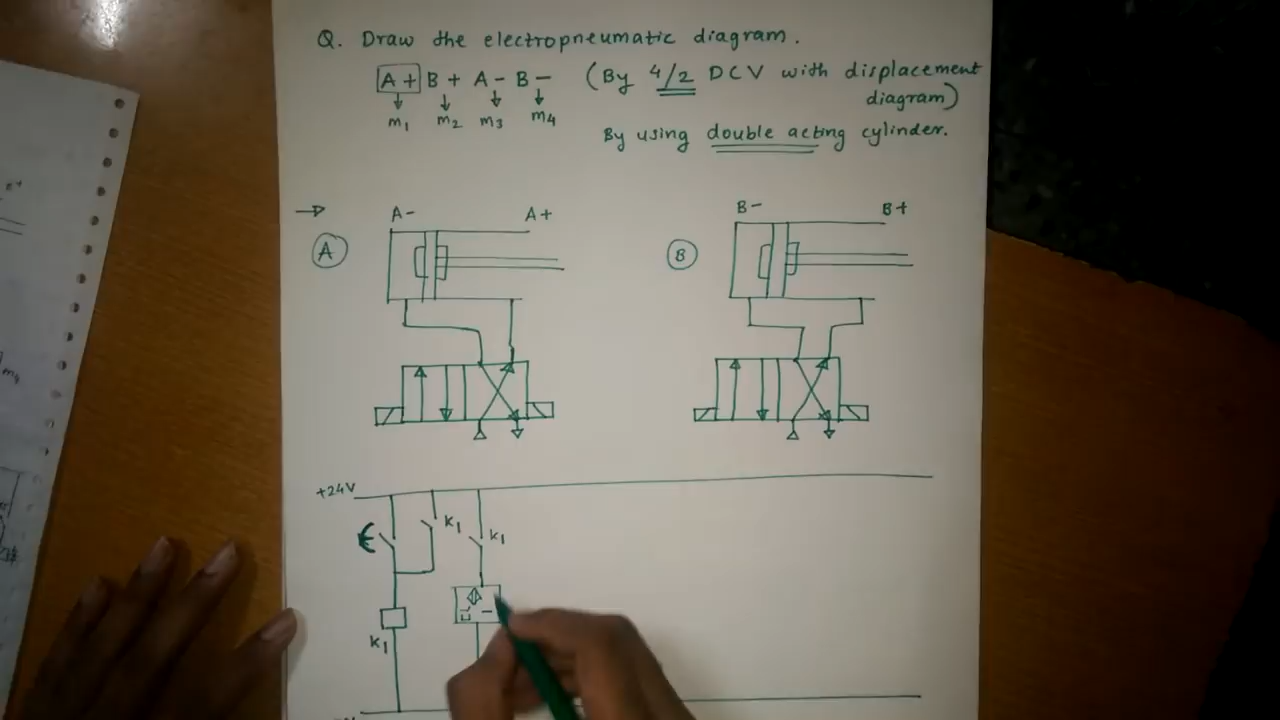 Q. Draw the electropneumatic diagram.
A+ B+ A- B- (By 4/2 DCV with displacement diagram)
m1 m2 m3 m4
By using double acting cylinder.
A- A+
B- B+
A
B
+24V
K1
K1
K1